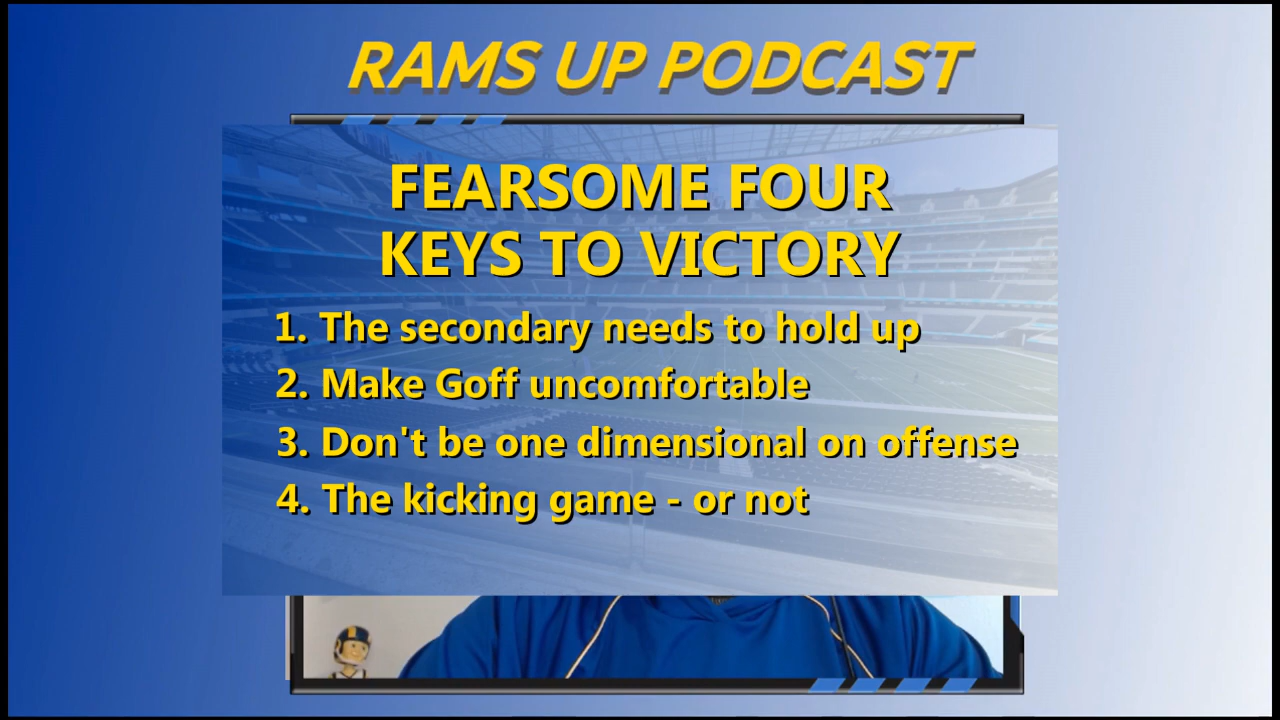 RAMS UP PODCAST
FEARSOME FOUR
KEYS TO VICTORY
1. The secondary needs to hold up
2. Make Goff uncomfortable
3. Don't be one dimensional on offense
4. The kicking game - or not